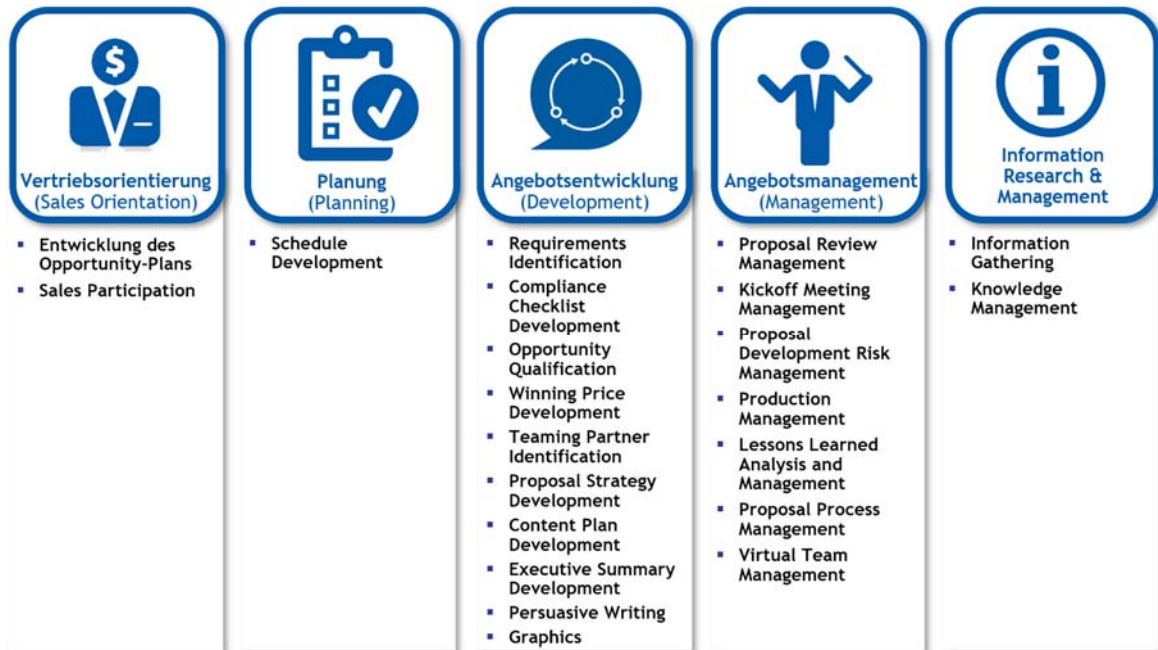 $
Vertriebsorientierung
(Sales Orientation)
▪ Entwicklung des
Opportunity-Plans
▪ Sales Participation
Planung
(Planning)
▪ Schedule
Development
Angebotsentwicklung
(Development)
▪ Requirements
Identification
▪ Compliance
Checklist
Development
▪ Opportunity
Qualification
▪ Winning Price
Development
▪ Teaming Partner
Identification
▪ Proposal Strategy
Development
▪ Content Plan
Development
▪ Executive Summary
Development
▪ Persuasive Writing
▪ Graphics
Angebotsmanagement
(Management)
▪ Proposal Review
Management
▪ Kickoff Meeting
Management
▪ Proposal
Development Risk
Management
▪ Production
Management
▪ Lessons Learned
Analysis and
Management
▪ Proposal Process
Management
▪ Virtual Team
Management
i
Information
Research &
Management
▪ Information
Gathering
▪ Knowledge
Management